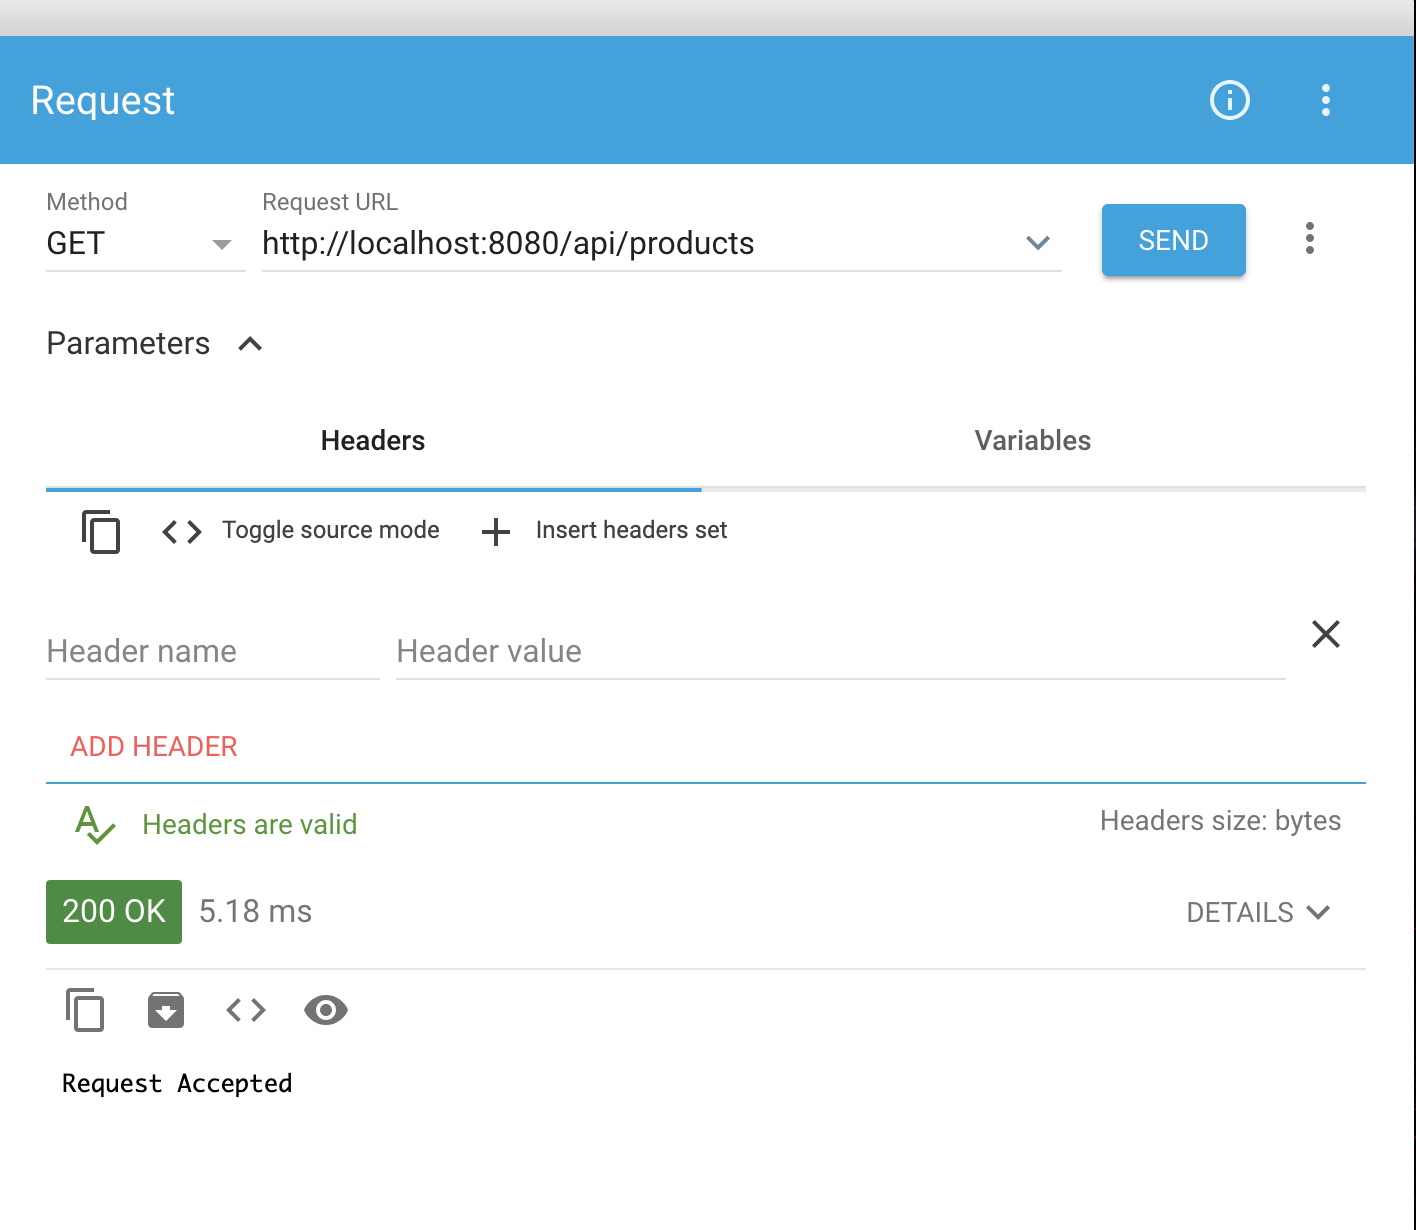 Request
Method
Request URL
GET
http://localhost:8080/api/products
SEND
Parameters
Headers
Variables
Toggle source mode
Insert headers set
Header name
Header value
ADD HEADER
Headers are valid
Headers size: bytes
200 OK
5.18 ms
DETAILS
Request Accepted